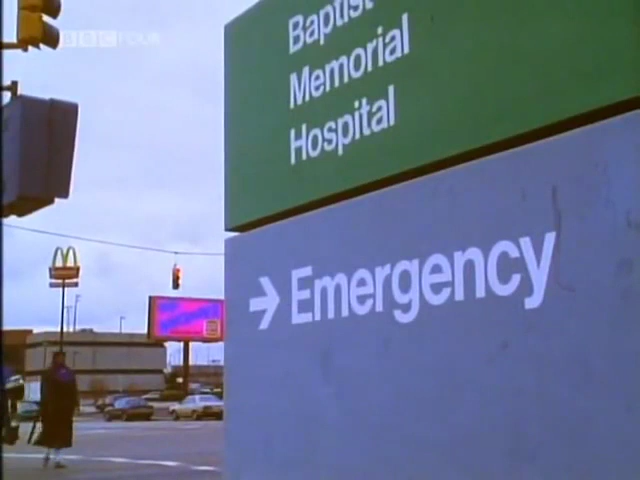 BBC FOUR
Baptist
Memorial
Hospital
→ Emergency